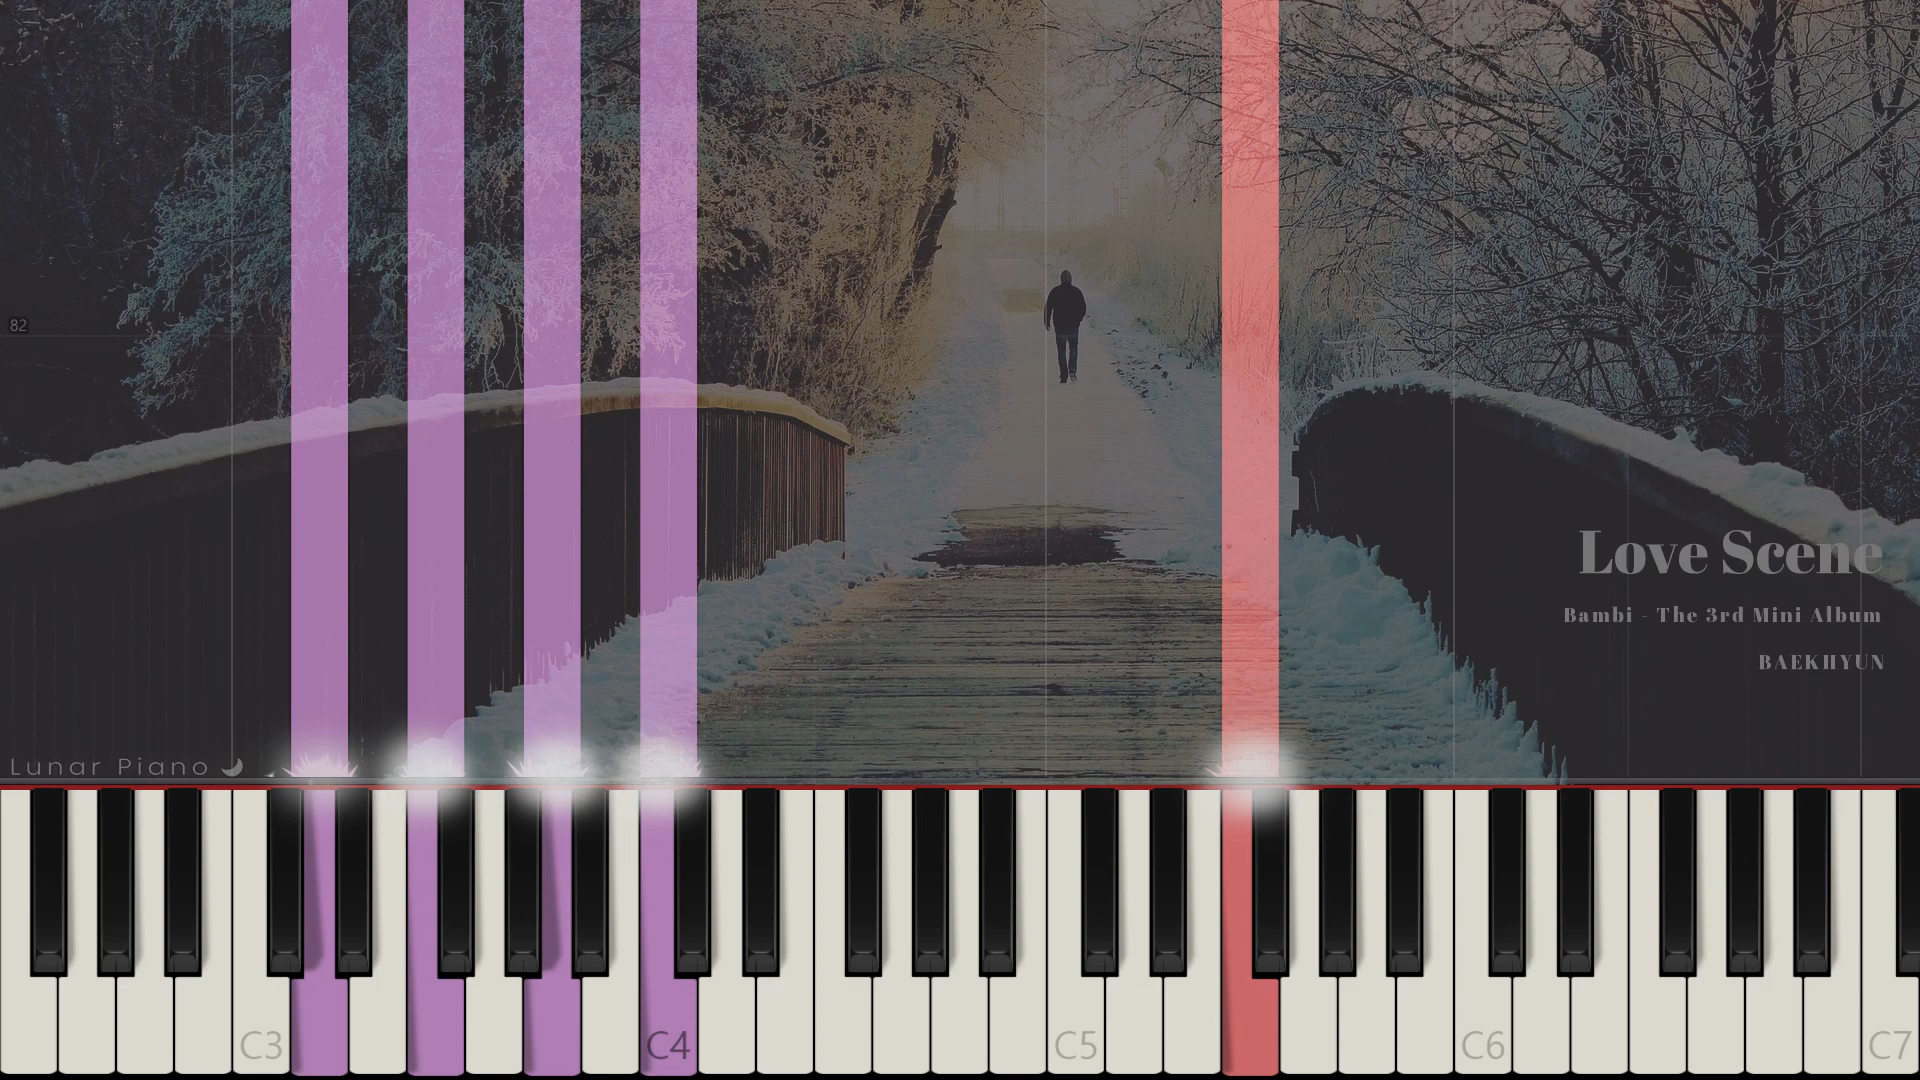 82
Love Scene
Bambi - The 3rd Mini Album
BAEKHYUN
Lunar Piano
C3 C4 C5 C6 C7